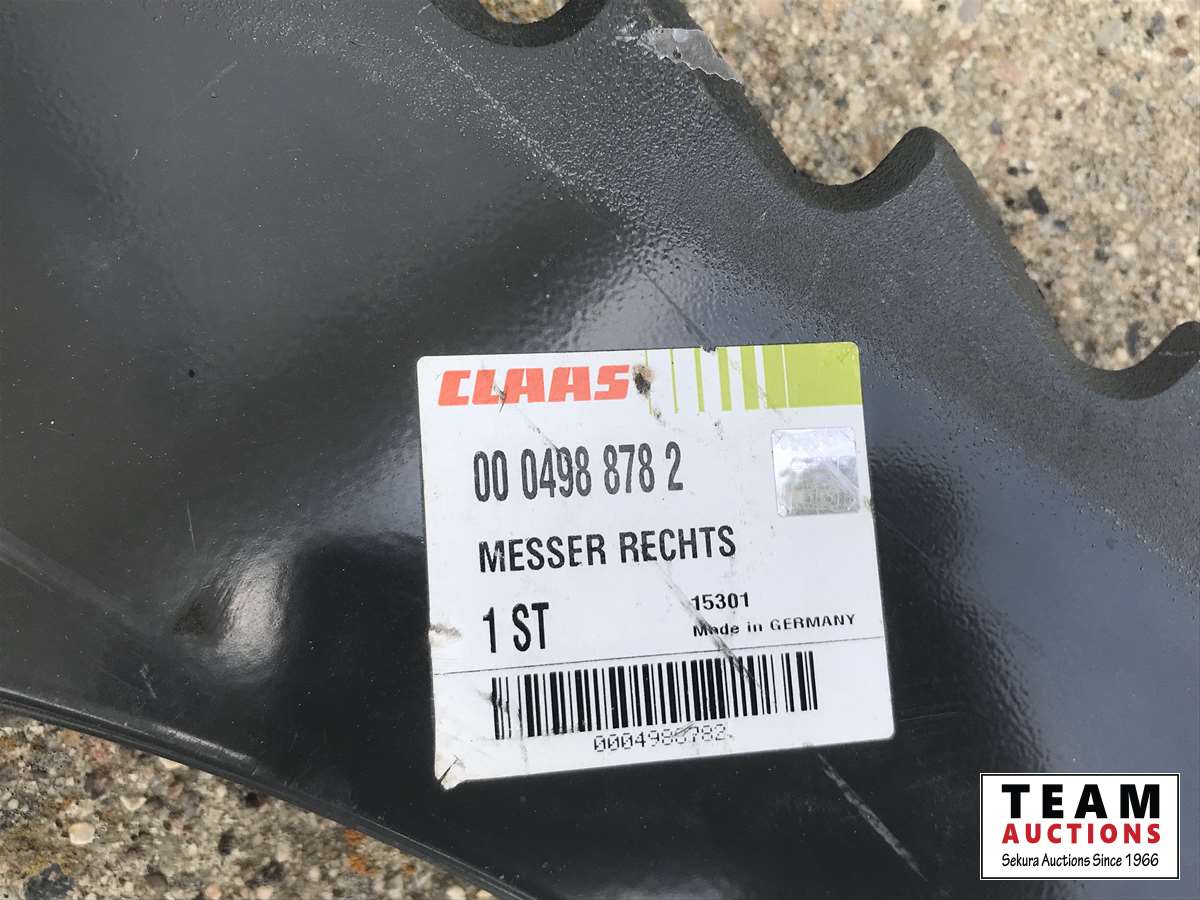 CLAAS
00 0498 878 2
MESSER RECHTS
1 ST
15301
Made in GERMANY
0004988782
TEAM
AUCTIONS
Sekura Auctions Since 1966